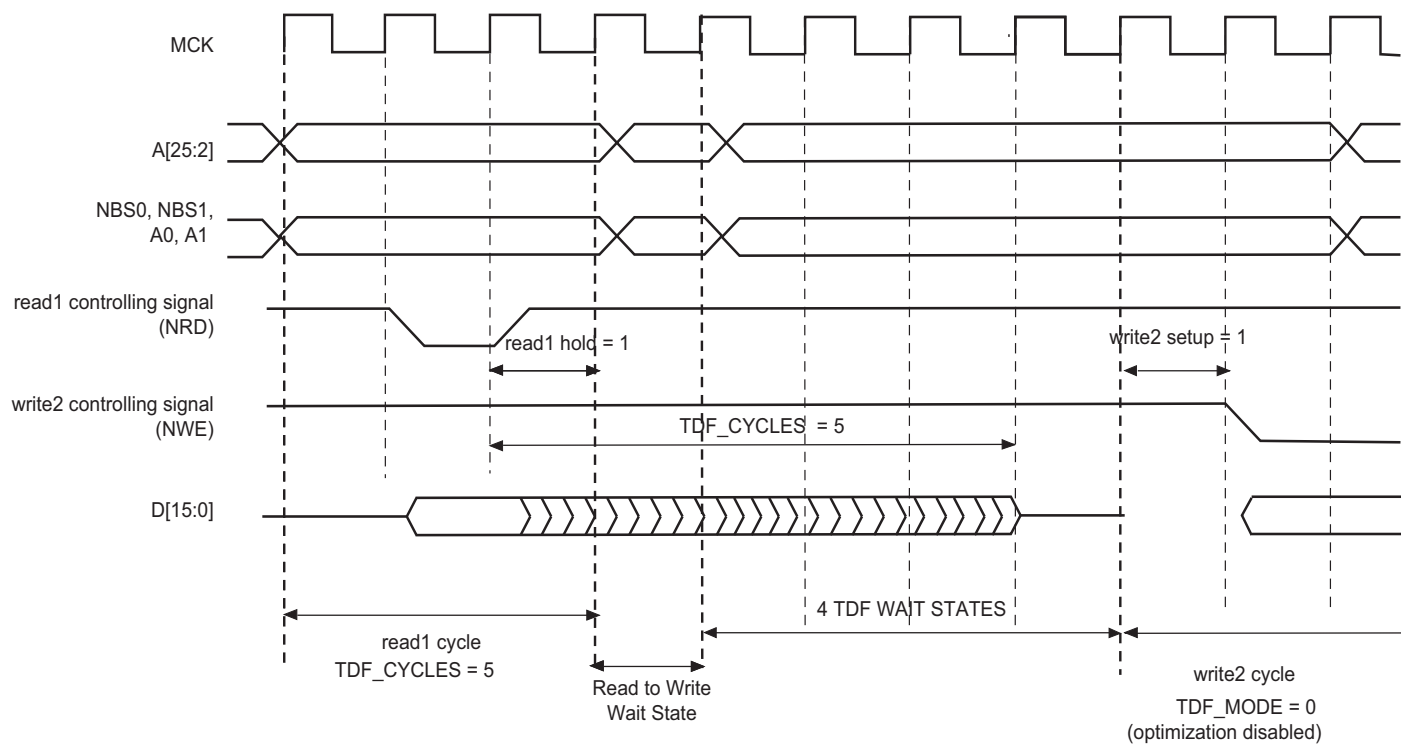 MCK
A[25:2]
NBS0, NBS1,
A0, A1
read1 controlling signal
(NRD)
read1 hold = 1
write2 setup = 1
write2 controlling signal
(NWE)
TDF_CYCLES = 5
D[15:0]
4 TDF WAIT STATES
read1 cycle
TDF_CYCLES = 5
Read to Write
Wait State
write2 cycle
TDF_MODE = 0
(optimization disabled)